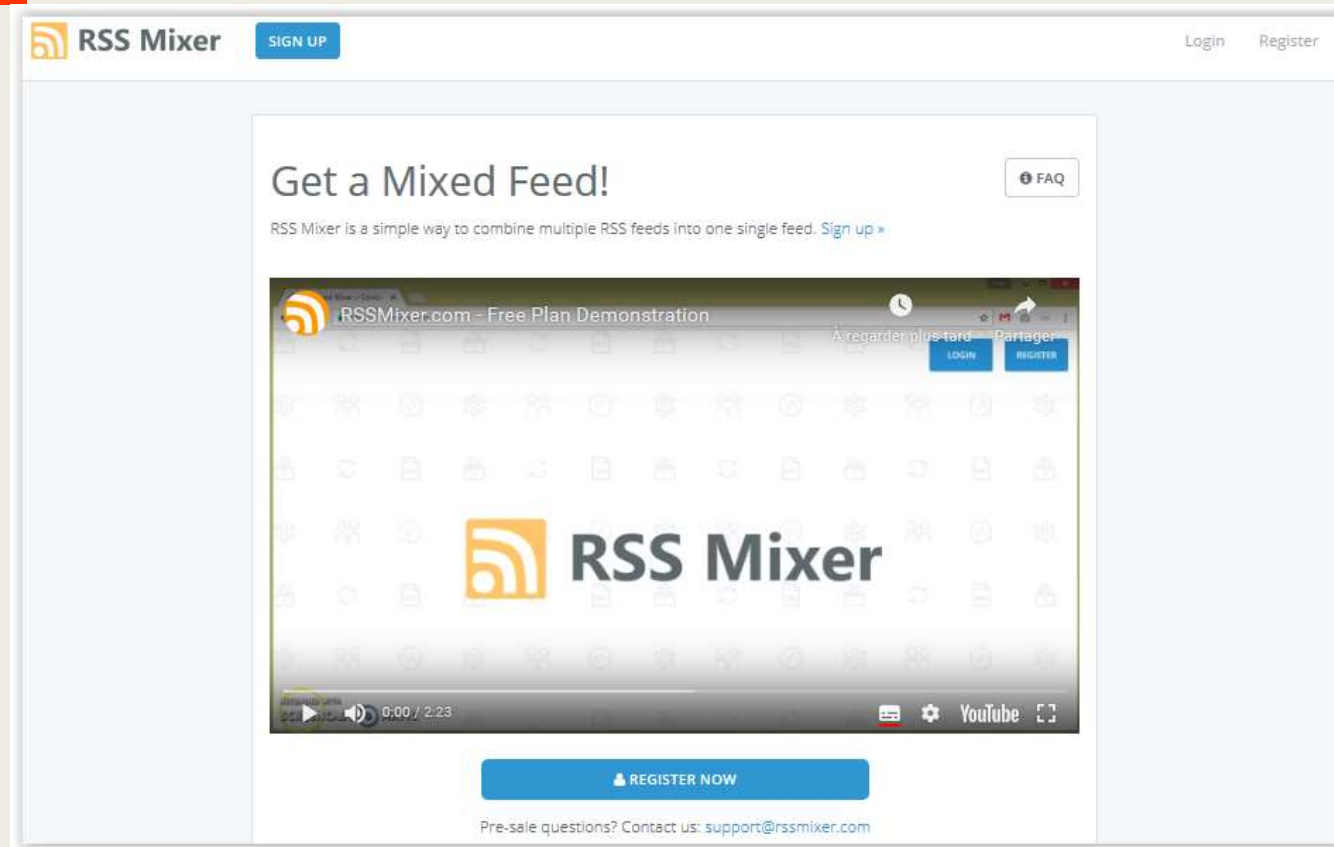 RSS Mixer
SIGN UP
Login
Register
Get a Mixed Feed!
FAQ
RSS Mixer is a simple way to combine multiple RSS feeds into one single feed. Sign up »
RSSMixer.com - Free Plan Demonstration
À regarder plus tard
Partager
LOGIN
REGISTER
RSS Mixer
0:00 / 2:23
YouTube
REGISTER NOW
Pre-sale questions? Contact us: support@rssmixer.com